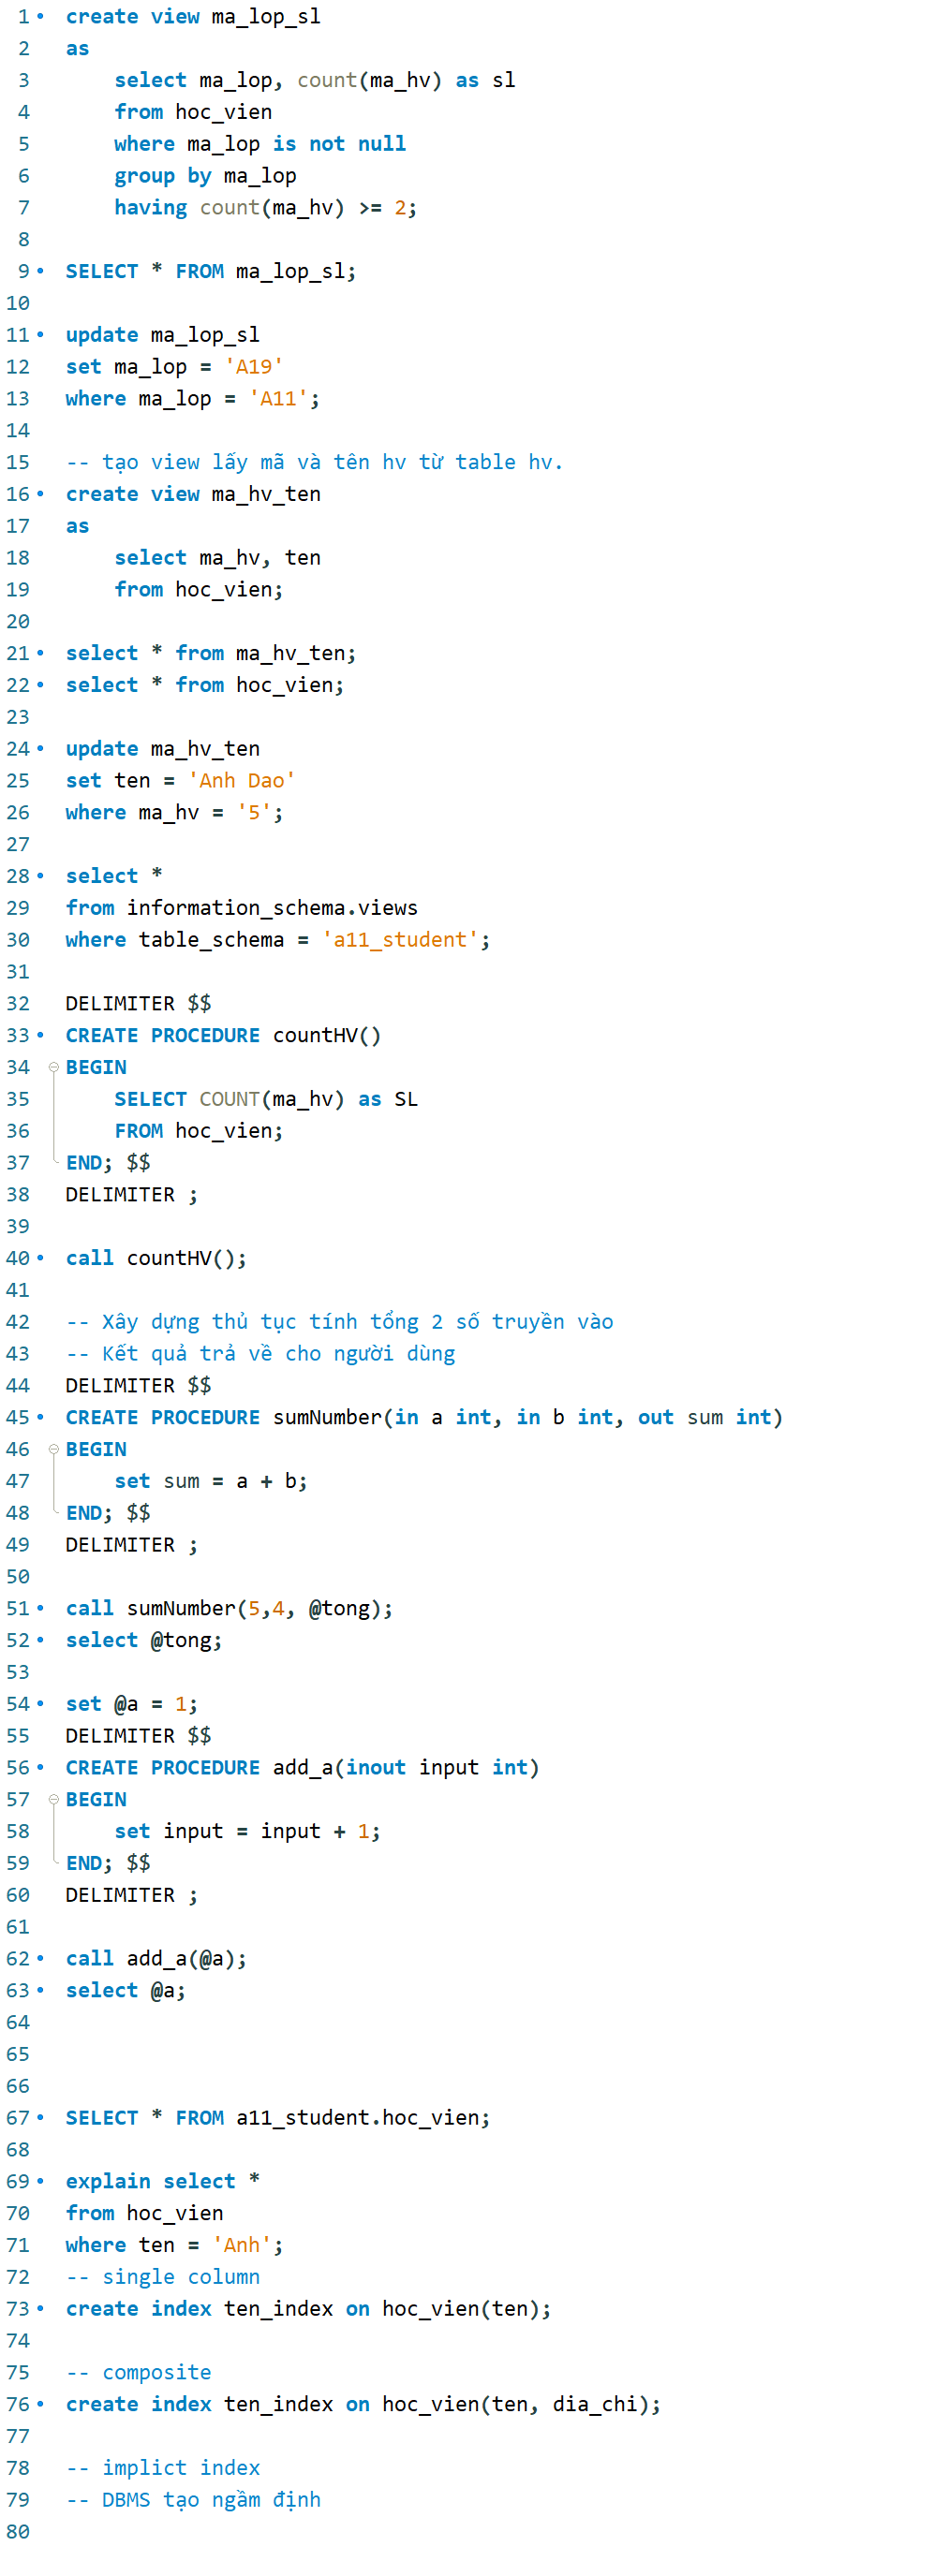 1 create view ma_lop_sl
2 as
3 select ma_lop, count(ma_hv) as sl
4 from hoc_vien
5 where ma_lop is not null
6 group by ma_lop
7 having count(ma_hv) >= 2;
8
9 SELECT * FROM ma_lop_sl;
10
11 update ma_lop_sl
12 set ma_lop = 'A19'
13 where ma_lop = 'A11';
14
15 -- tạo view lấy mã và tên hv từ table hv.
16 create view ma_hv_ten
17 as
18 select ma_hv, ten
19 from hoc_vien;
20
21 select * from ma_hv_ten;
22 select * from hoc_vien;
23
24 update ma_hv_ten
25 set ten = 'Anh Dao'
26 where ma_hv = '5';
27
28 select *
29 from information_schema.views
30 where table_schema = 'a11_student';
31
32 DELIMITER $$
33 CREATE PROCEDURE countHV()
34 BEGIN
35 SELECT COUNT(ma_hv) as SL
36 FROM hoc_vien;
37 END; $$
38 DELIMITER ;
39
40 call countHV();
41
42 -- Xây dựng thủ tục tính tổng 2 số truyền vào
43 -- Kết quả trả về cho người dùng
44 DELIMITER $$
45 CREATE PROCEDURE sumNumber(in a int, in b int, out sum int)
46 BEGIN
47 set sum = a + b;
48 END; $$
49 DELIMITER ;
50
51 call sumNumber(5,4, @tong);
52 select @tong;
53
54 set @a = 1;
55 DELIMITER $$
56 CREATE PROCEDURE add_a(inout input int)
57 BEGIN
58 set input = input + 1;
59 END; $$
60 DELIMITER ;
61
62 call add_a(@a);
63 select @a;
64
65
66
67 SELECT * FROM a11_student.hoc_vien;
68
69 explain select *
70 from hoc_vien
71 where ten = 'Anh';
72 -- single column
73 create index ten_index on hoc_vien(ten);
74
75 -- composite
76 create index ten_index on hoc_vien(ten, dia_chi);
77
78 -- implict index
79 -- DBMS tạo ngầm định
80